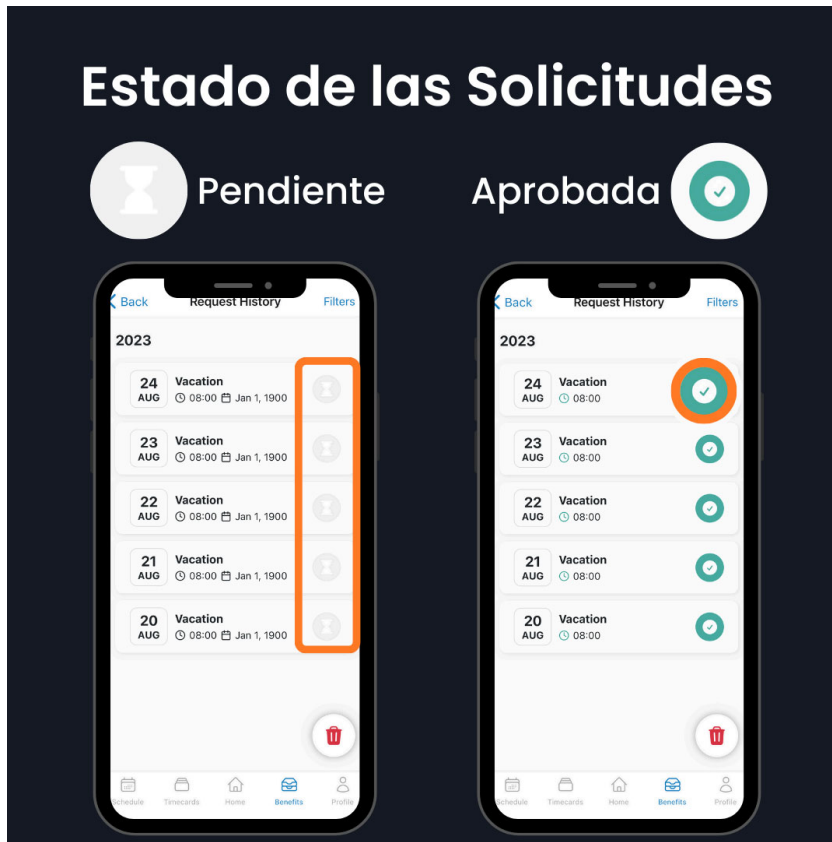 Estado de las Solicitudes
Pendiente
Aprobada
Back Request History Filters
2023
24 Vacation
AUG 08:00 Jan 1, 1900
23 Vacation
AUG 08:00 Jan 1, 1900
22 Vacation
AUG 08:00 Jan 1, 1900
21 Vacation
AUG 08:00 Jan 1, 1900
20 Vacation
AUG 08:00 Jan 1, 1900
Schedule Timecards Home Benefits Profile
Back Request History Filters
2023
24 Vacation
AUG 08:00
23 Vacation
AUG 08:00
22 Vacation
AUG 08:00
21 Vacation
AUG 08:00
20 Vacation
AUG 08:00
Schedule Timecards Home Benefits Profile